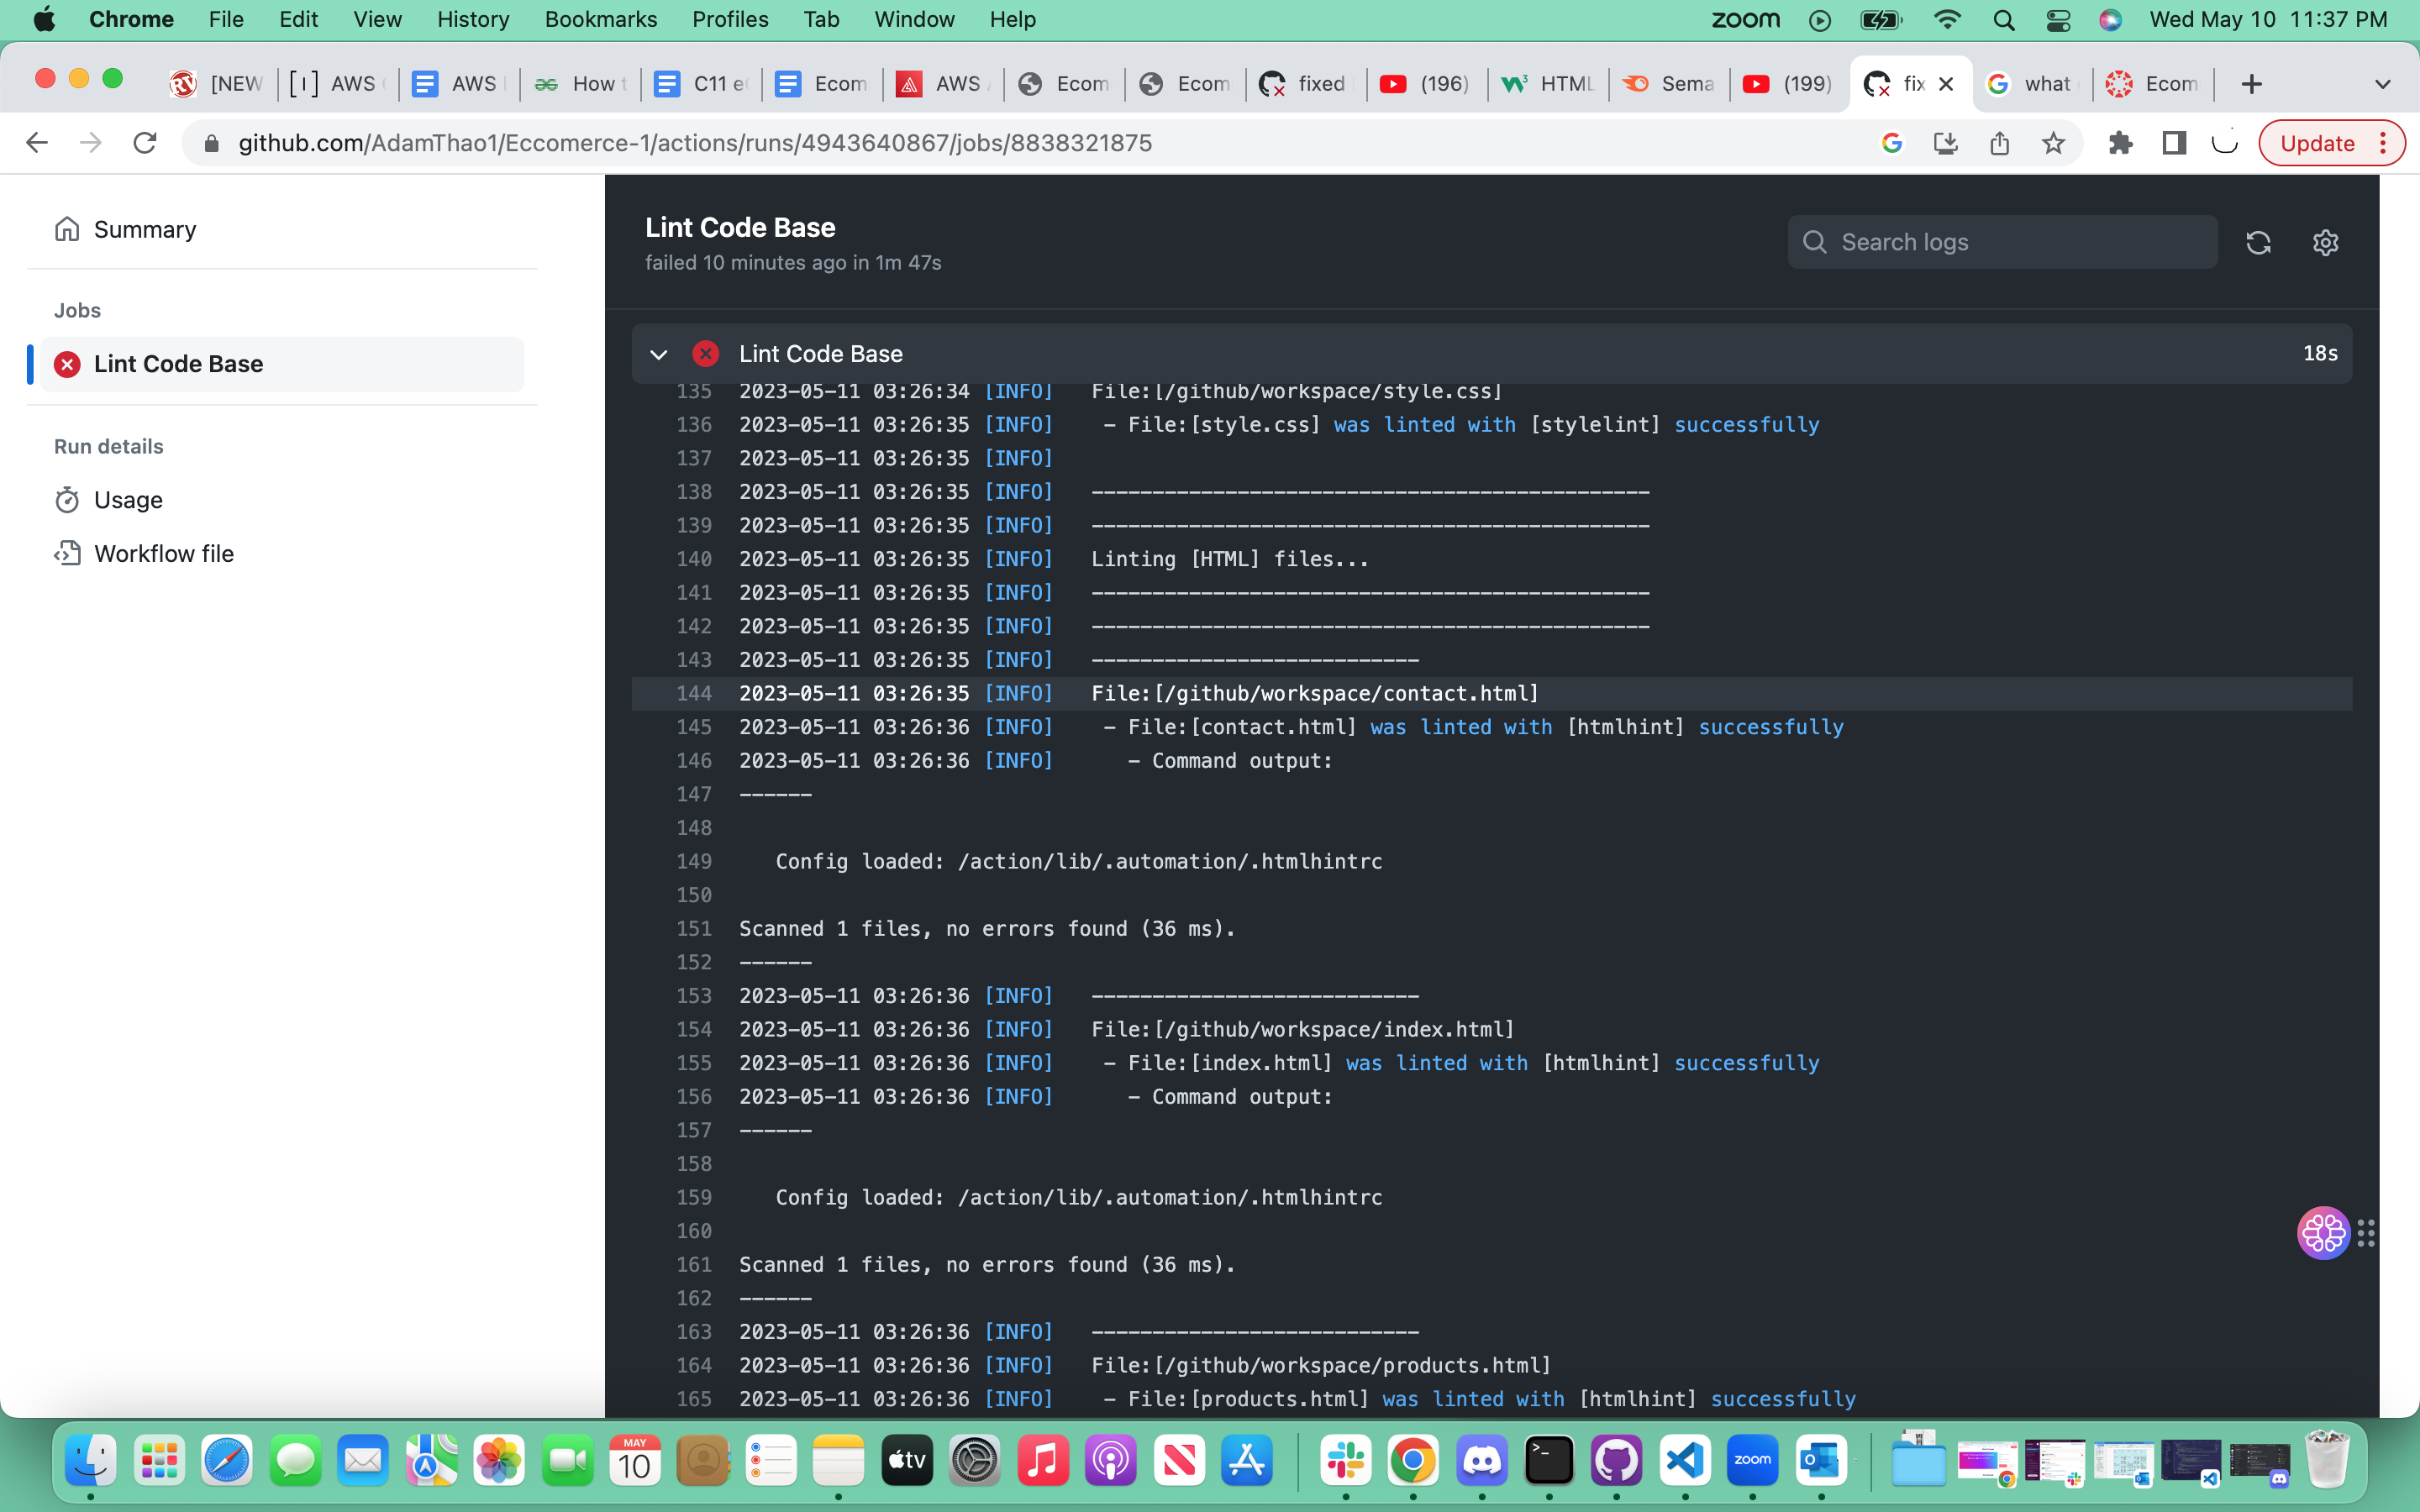 Chrome File Edit View History Bookmarks Profiles Tab Window Help zoom Wed May 10 11:37 PM
[NEW AWS AWS How t C11 e Ecom AWS Ecom Ecom fixed (196) HTML Sema (199) fix what Ecom
github.com/AdamThao1/Eccomerce-1/actions/runs/4943640867/jobs/8838321875 Update
Summary
Jobs
Lint Code Base
Run details
Usage
Workflow file
Lint Code Base
failed 10 minutes ago in 1m 47s
Search logs
Lint Code Base 18s
135 2023-05-11 03:26:34 [INFO] File:[/github/workspace/style.css]
136 2023-05-11 03:26:35 [INFO] - File:[style.css] was linted with [stylelint] successfully
137 2023-05-11 03:26:35 [INFO]
138 2023-05-11 03:26:35 [INFO] ----------------------------------------------
139 2023-05-11 03:26:35 [INFO] ----------------------------------------------
140 2023-05-11 03:26:35 [INFO] Linting [HTML] files...
141 2023-05-11 03:26:35 [INFO] ----------------------------------------------
142 2023-05-11 03:26:35 [INFO] ----------------------------------------------
143 2023-05-11 03:26:35 [INFO] ---------------------------
144 2023-05-11 03:26:35 [INFO] File:[/github/workspace/contact.html]
145 2023-05-11 03:26:36 [INFO] - File:[contact.html] was linted with [htmlhint] successfully
146 2023-05-11 03:26:36 [INFO] - Command output:
147 ------
148
149 Config loaded: /action/lib/.automation/.htmlhintrc
150
151 Scanned 1 files, no errors found (36 ms).
152 ------
153 2023-05-11 03:26:36 [INFO] ---------------------------
154 2023-05-11 03:26:36 [INFO] File:[/github/workspace/index.html]
155 2023-05-11 03:26:36 [INFO] - File:[index.html] was linted with [htmlhint] successfully
156 2023-05-11 03:26:36 [INFO] - Command output:
157 ------
158
159 Config loaded: /action/lib/.automation/.htmlhintrc
160
161 Scanned 1 files, no errors found (36 ms).
162 ------
163 2023-05-11 03:26:36 [INFO] ---------------------------
164 2023-05-11 03:26:36 [INFO] File:[/github/workspace/products.html]
165 2023-05-11 03:26:36 [INFO] - File:[products.html] was linted with [htmlhint] successfully
MAY
10
tv
zoom